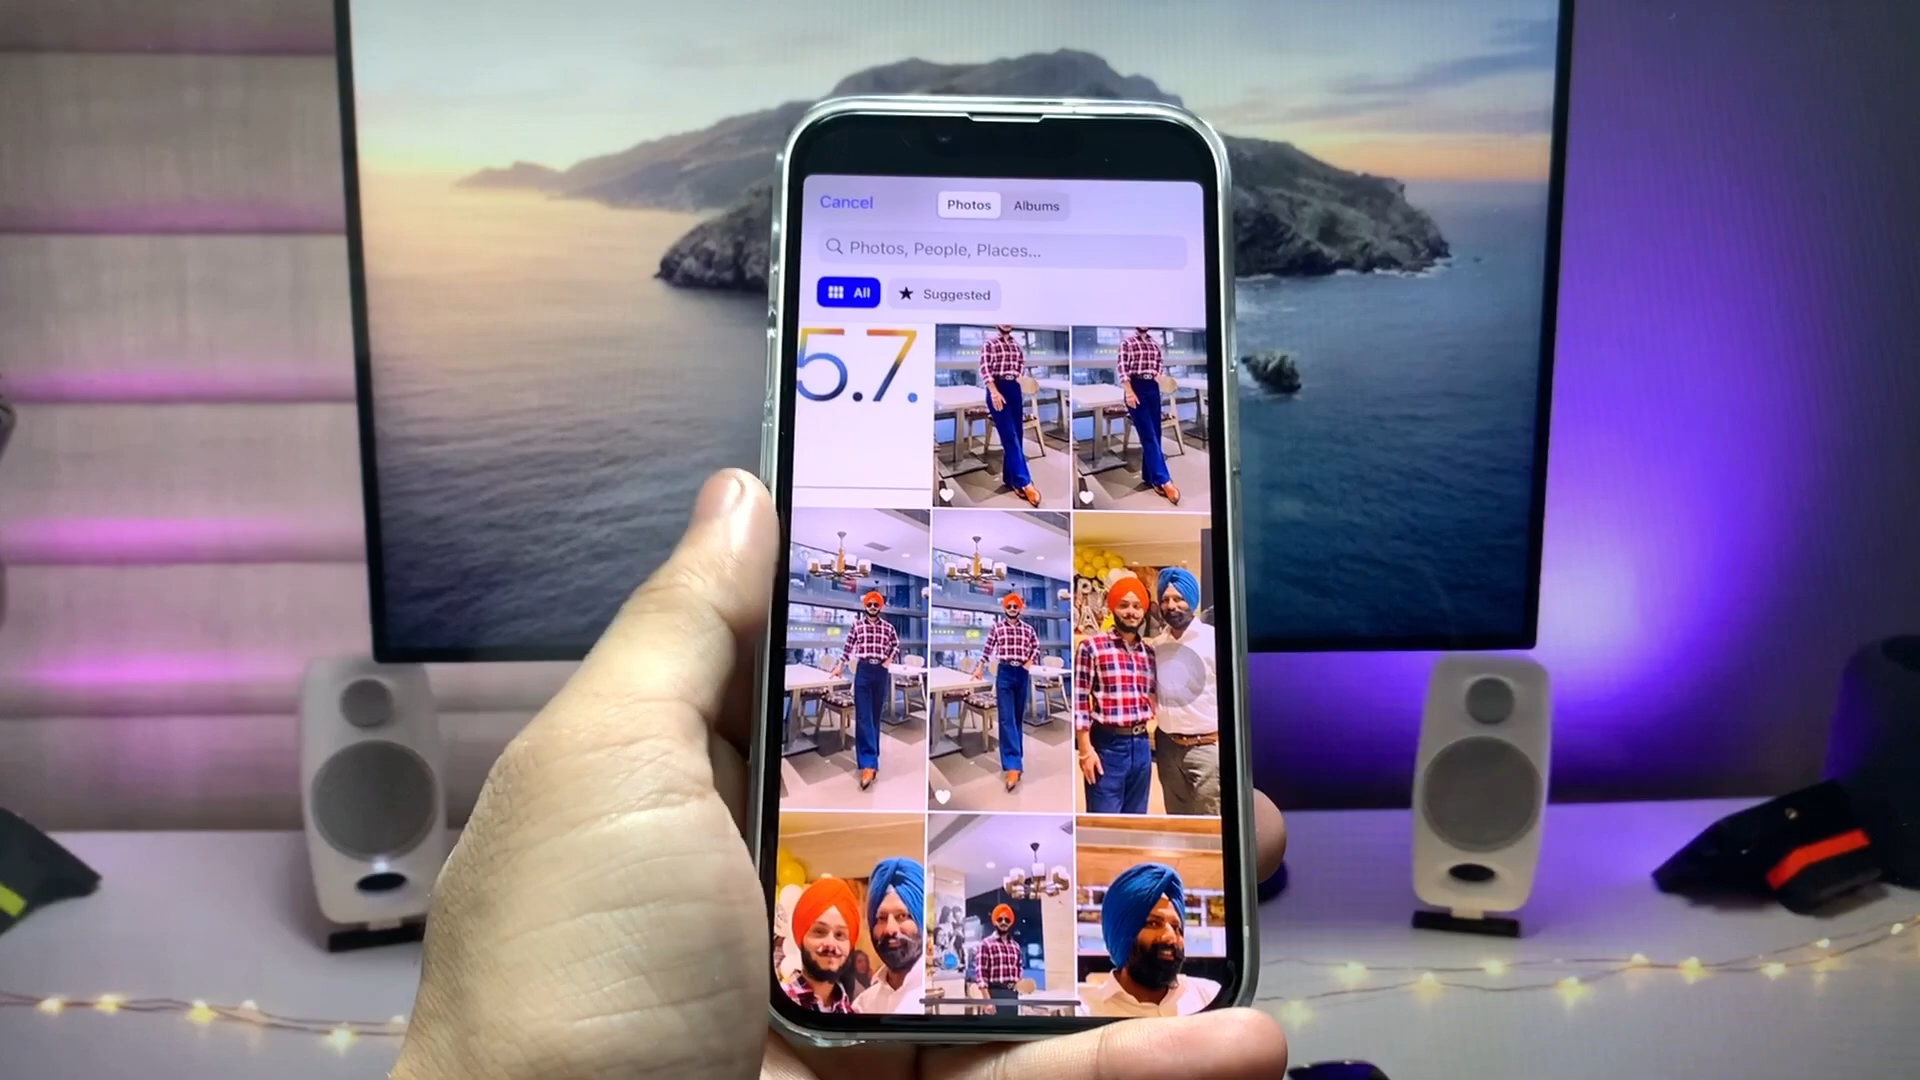 Cancel
Photos Albums
Photos, People, Places...
All Suggested
5.7.